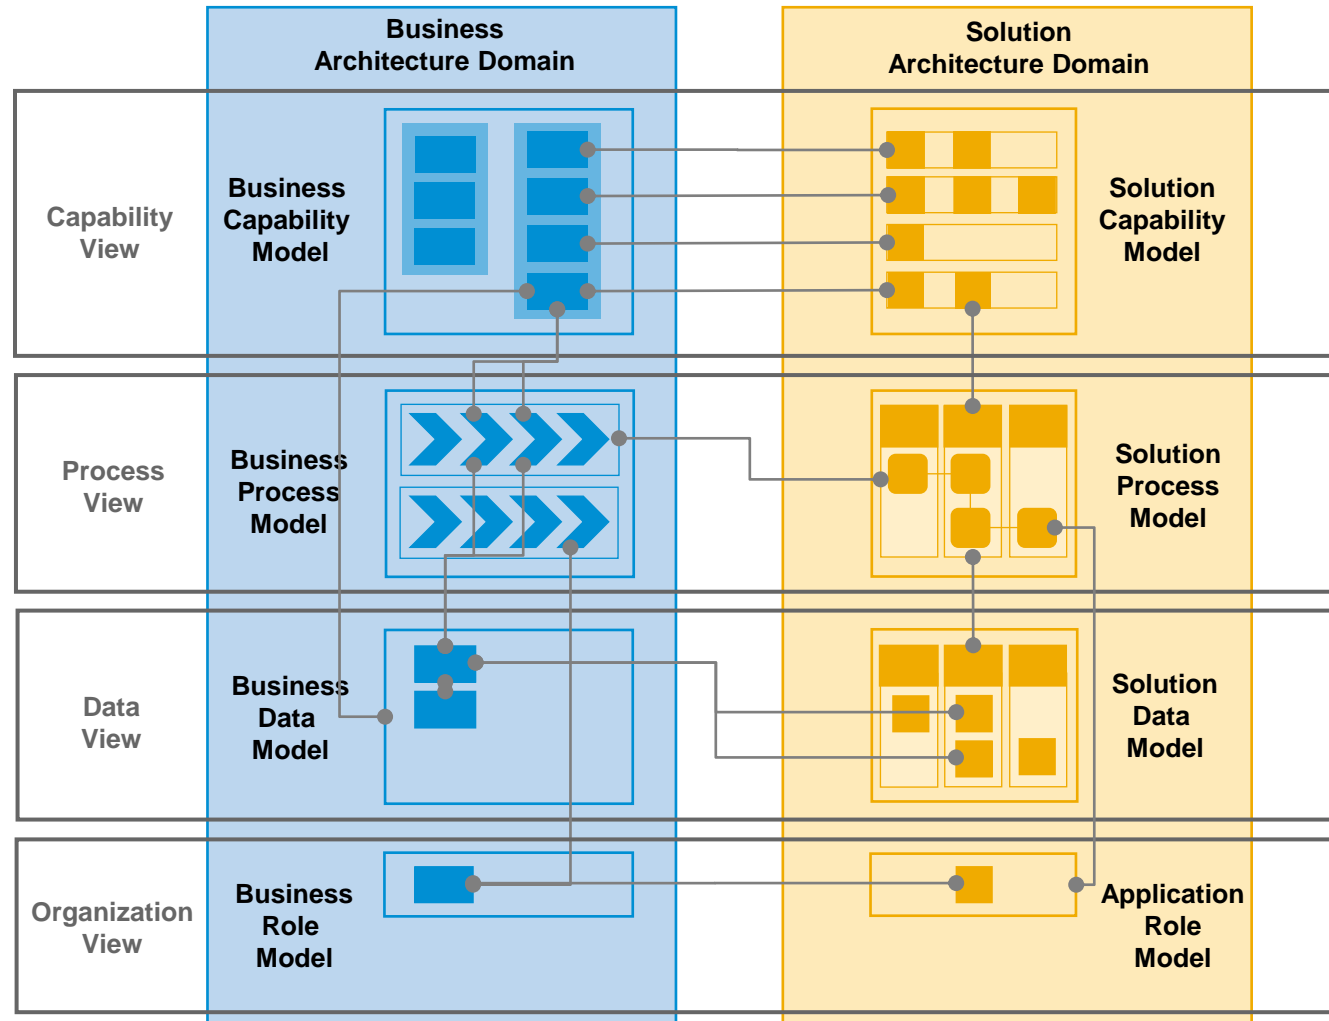 Business
Architecture Domain
Solution
Architecture Domain
Capability
View
Business
Capability
Model
Solution
Capability
Model
Process
View
Business
Process
Model
Solution
Process
Model
Data
View
Business
Data
Model
Solution
Data
Model
Organization
View
Business
Role
Model
Application
Role
Model